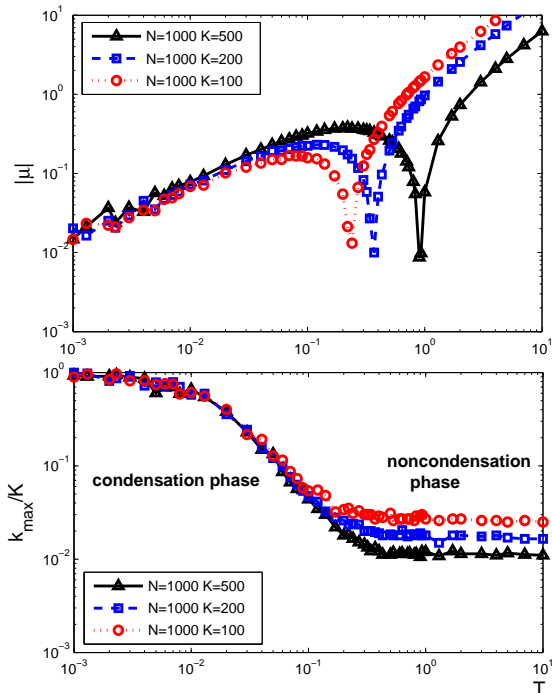 10^1
N=1000 K=500
N=1000 K=200
N=1000 K=100
10^0
|μ|
10^-1
10^-2
10^-3
10^-3 10^-2 10^-1 10^0 10^1
10^0
k_max/K
10^-1
condensation phase
noncondensation
phase
10^-2
N=1000 K=500
N=1000 K=200
N=1000 K=100
10^-3
10^-3 10^-2 10^-1 10^0 10^1
T